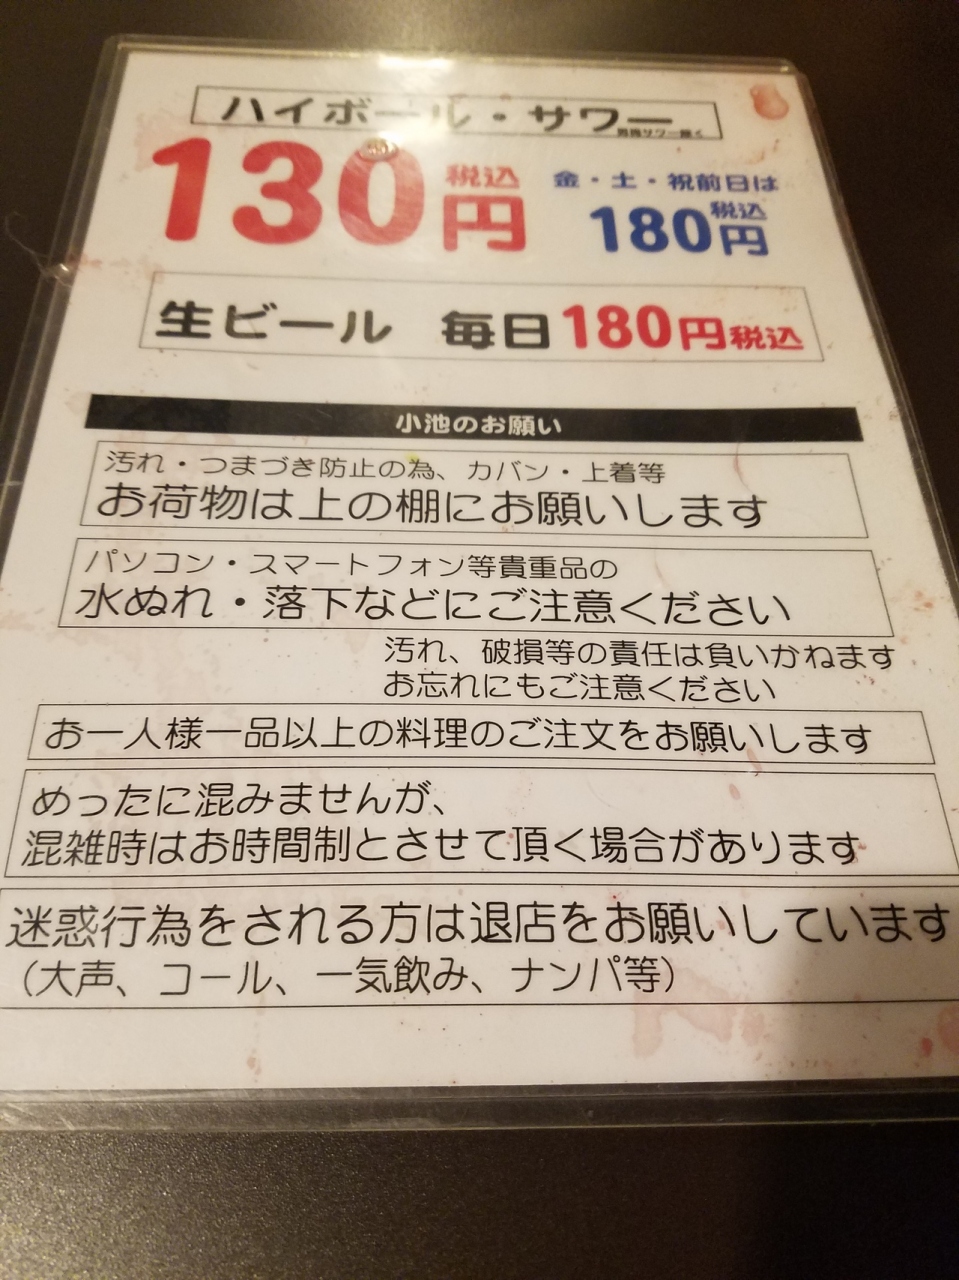 ハイボール・サワー
130円 税込
金・土・祝前日は
180円 税込
生ビール 毎日180円税込
小池のお願い
汚れ・つまづき防止の為、カバン・上着等
お荷物は上の棚にお願いします
パソコン・スマートフォン等貴重品の
水ぬれ・落下などにご注意ください
汚れ、破損等の責任は負いかねます
お忘れにもご注意ください
お一人様一品以上の料理のご注文をお願いします
めったに混みませんが、
混雑時はお時間制とさせて頂く場合があります
迷惑行為をされる方は退店をお願いしています
（大声、コール、一気飲み、ナンパ等）